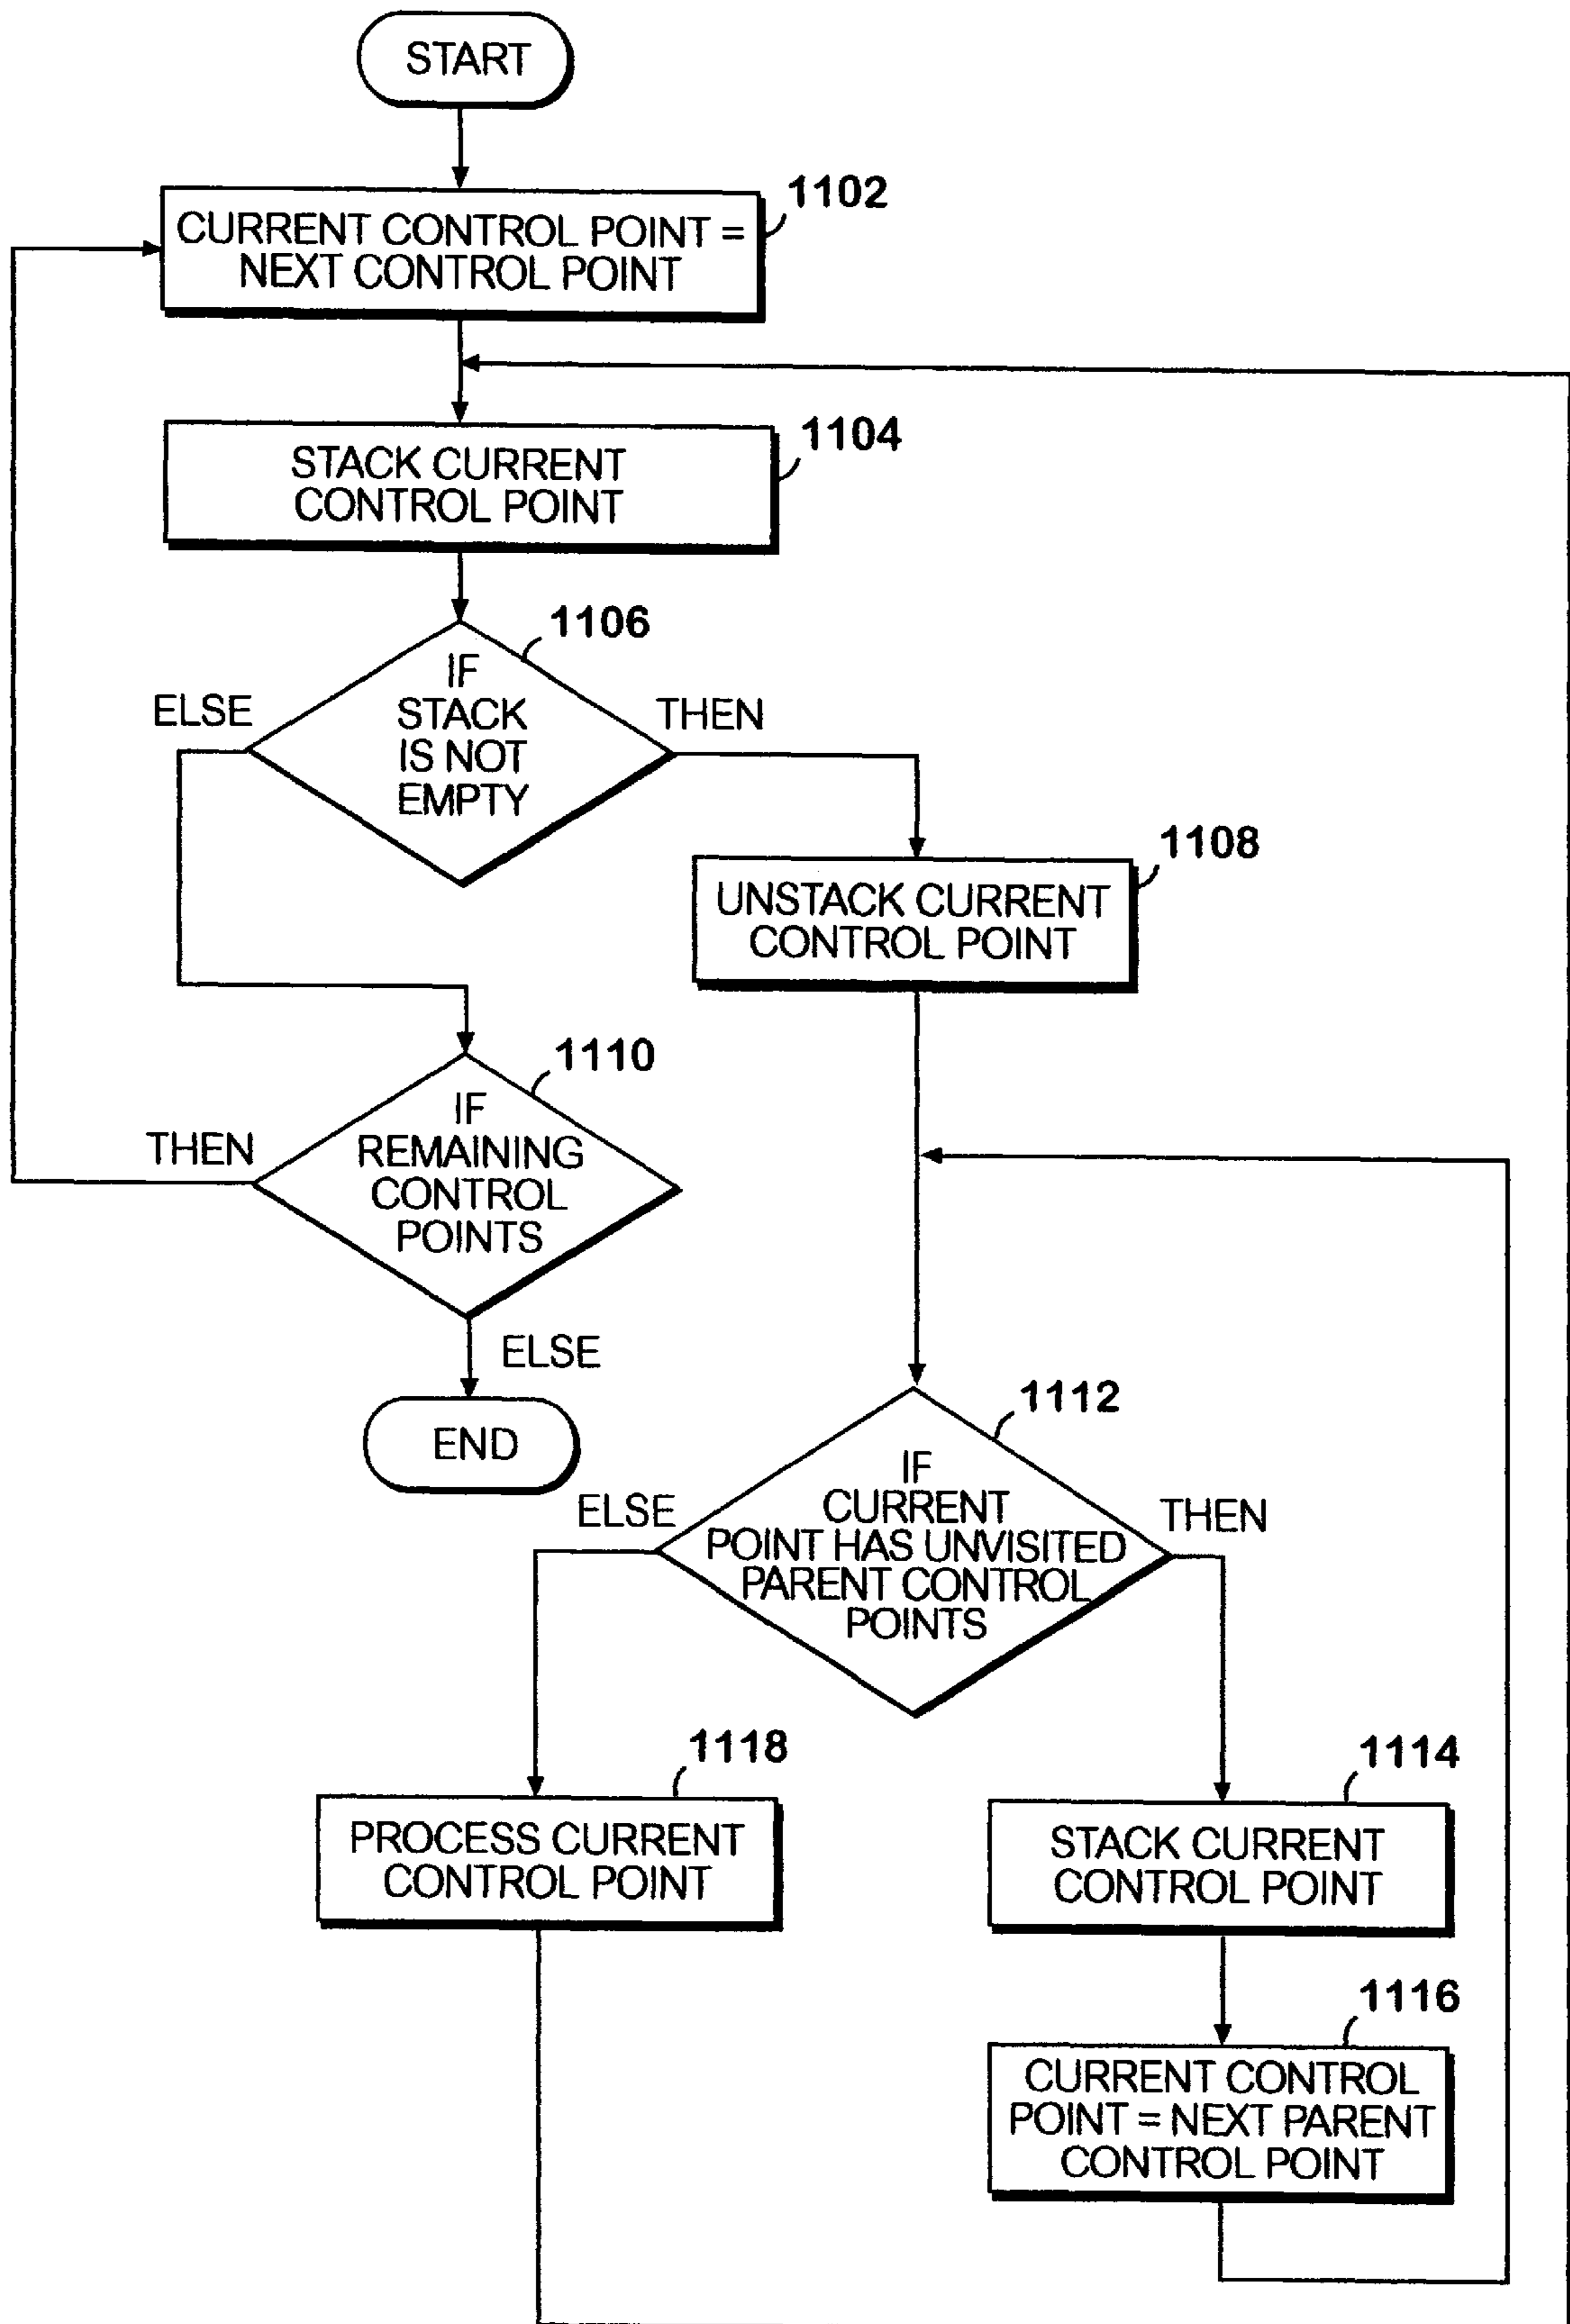 START
1102
CURRENT CONTROL POINT =
NEXT CONTROL POINT
1104
STACK CURRENT
CONTROL POINT
1106
IF
STACK
IS NOT
EMPTY
ELSE
THEN
1108
UNSTACK CURRENT
CONTROL POINT
1110
IF
REMAINING
CONTROL
POINTS
THEN
ELSE
END
1112
IF
CURRENT
POINT HAS UNVISITED
PARENT CONTROL
POINTS
ELSE
THEN
1118
PROCESS CURRENT
CONTROL POINT
1114
STACK CURRENT
CONTROL POINT
1116
CURRENT CONTROL
POINT = NEXT PARENT
CONTROL POINT